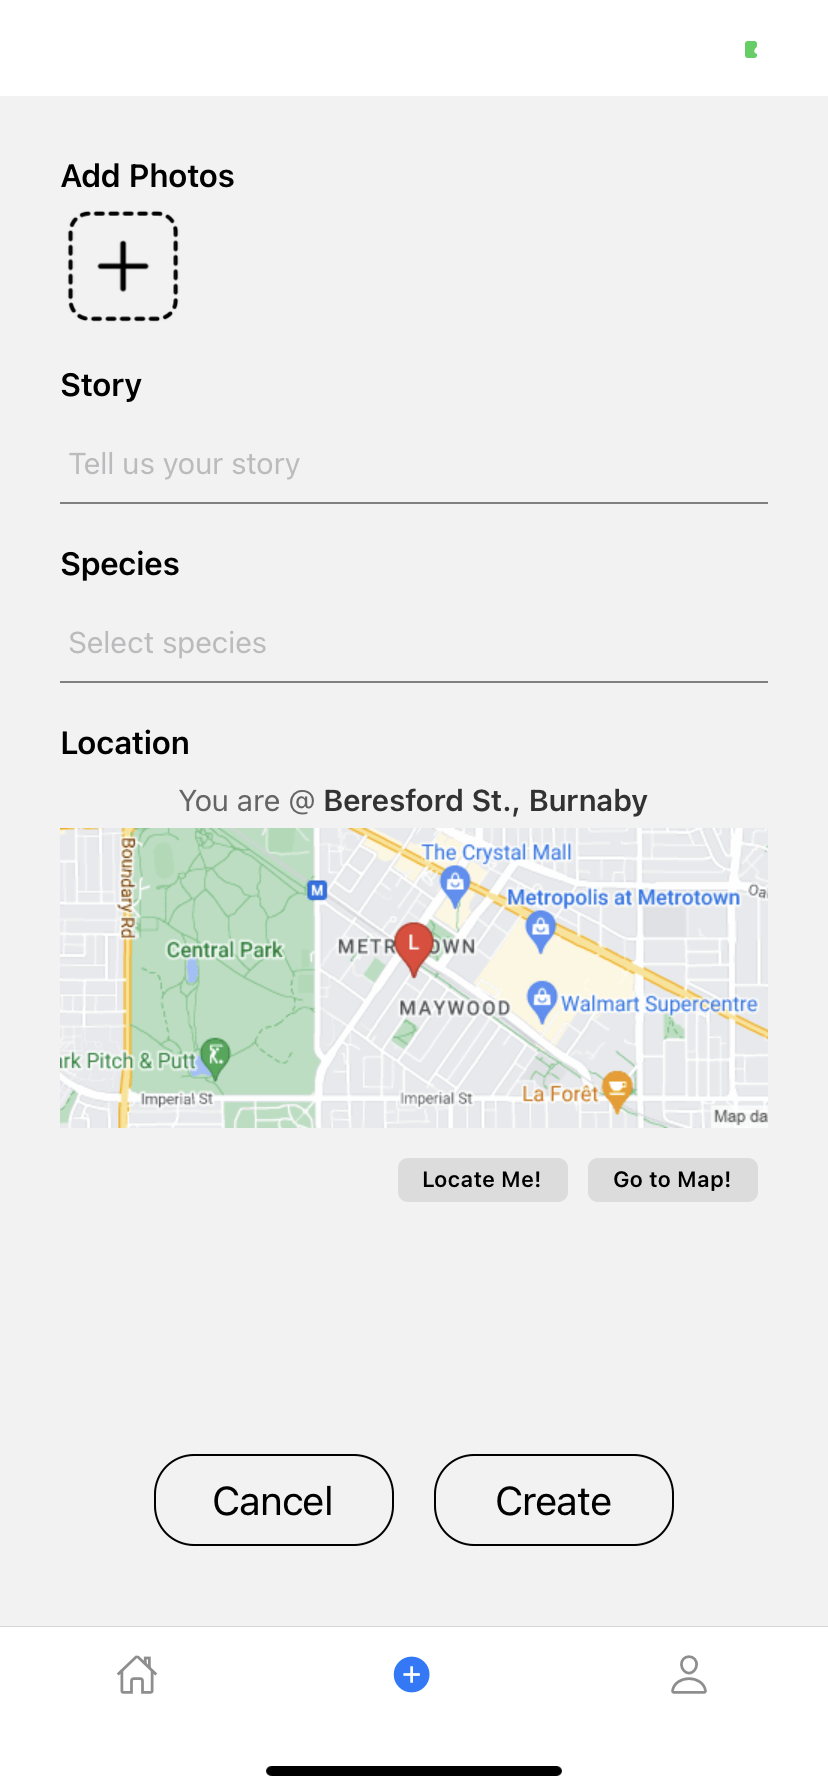 Add Photos
Story
Tell us your story
Species
Select species
Location
You are @ Beresford St., Burnaby
Boundary Rd
The Crystal Mall
M
Metropolis at Metrotown
Oa
Central Park
METR
L
OWN
MAYWOOD
Walmart Supercentre
rk Pitch & Putt
La Forêt
Imperial St
Imperial St
Map da
Locate Me!
Go to Map!
Cancel
Create